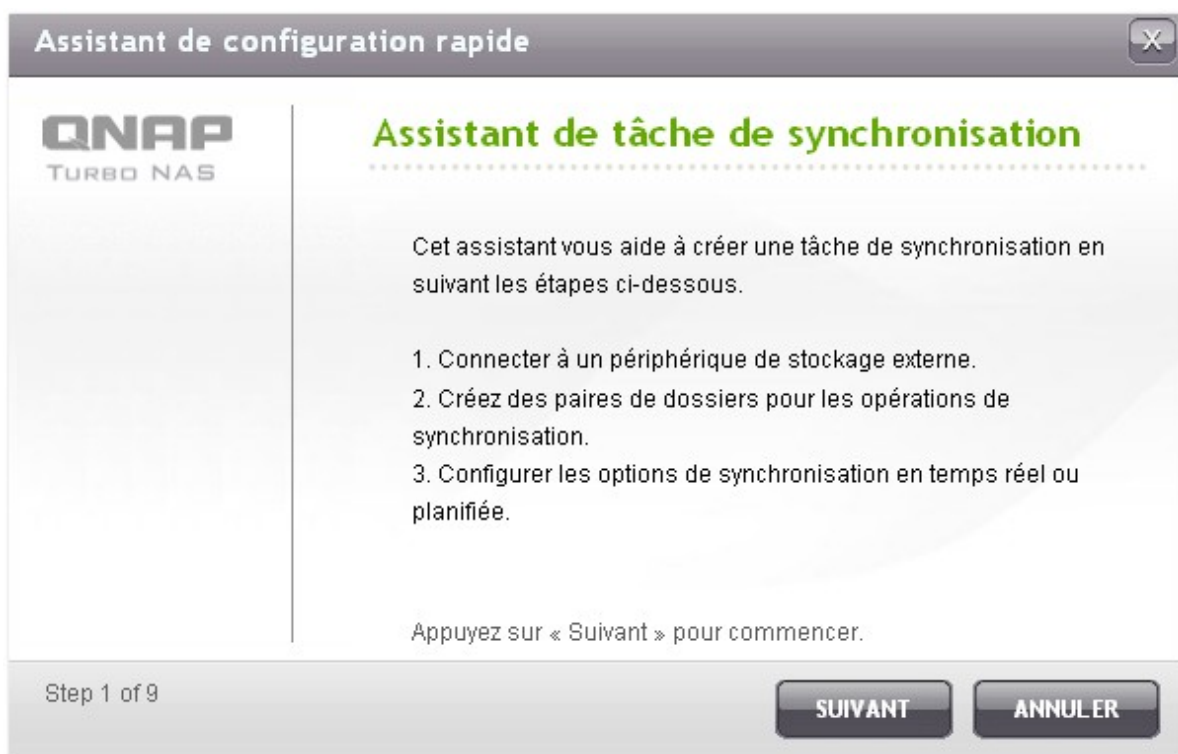 Assistant de configuration rapide
X
QNAP
TURBO NAS
Assistant de tâche de synchronisation
Cet assistant vous aide à créer une tâche de synchronisation en
suivant les étapes ci-dessous.
1. Connecter à un périphérique de stockage externe.
2. Créez des paires de dossiers pour les opérations de
synchronisation.
3. Configurer les options de synchronisation en temps réel ou
planifiée.
Appuyez sur « Suivant » pour commencer.
Step 1 of 9
SUIVANT
ANNULER